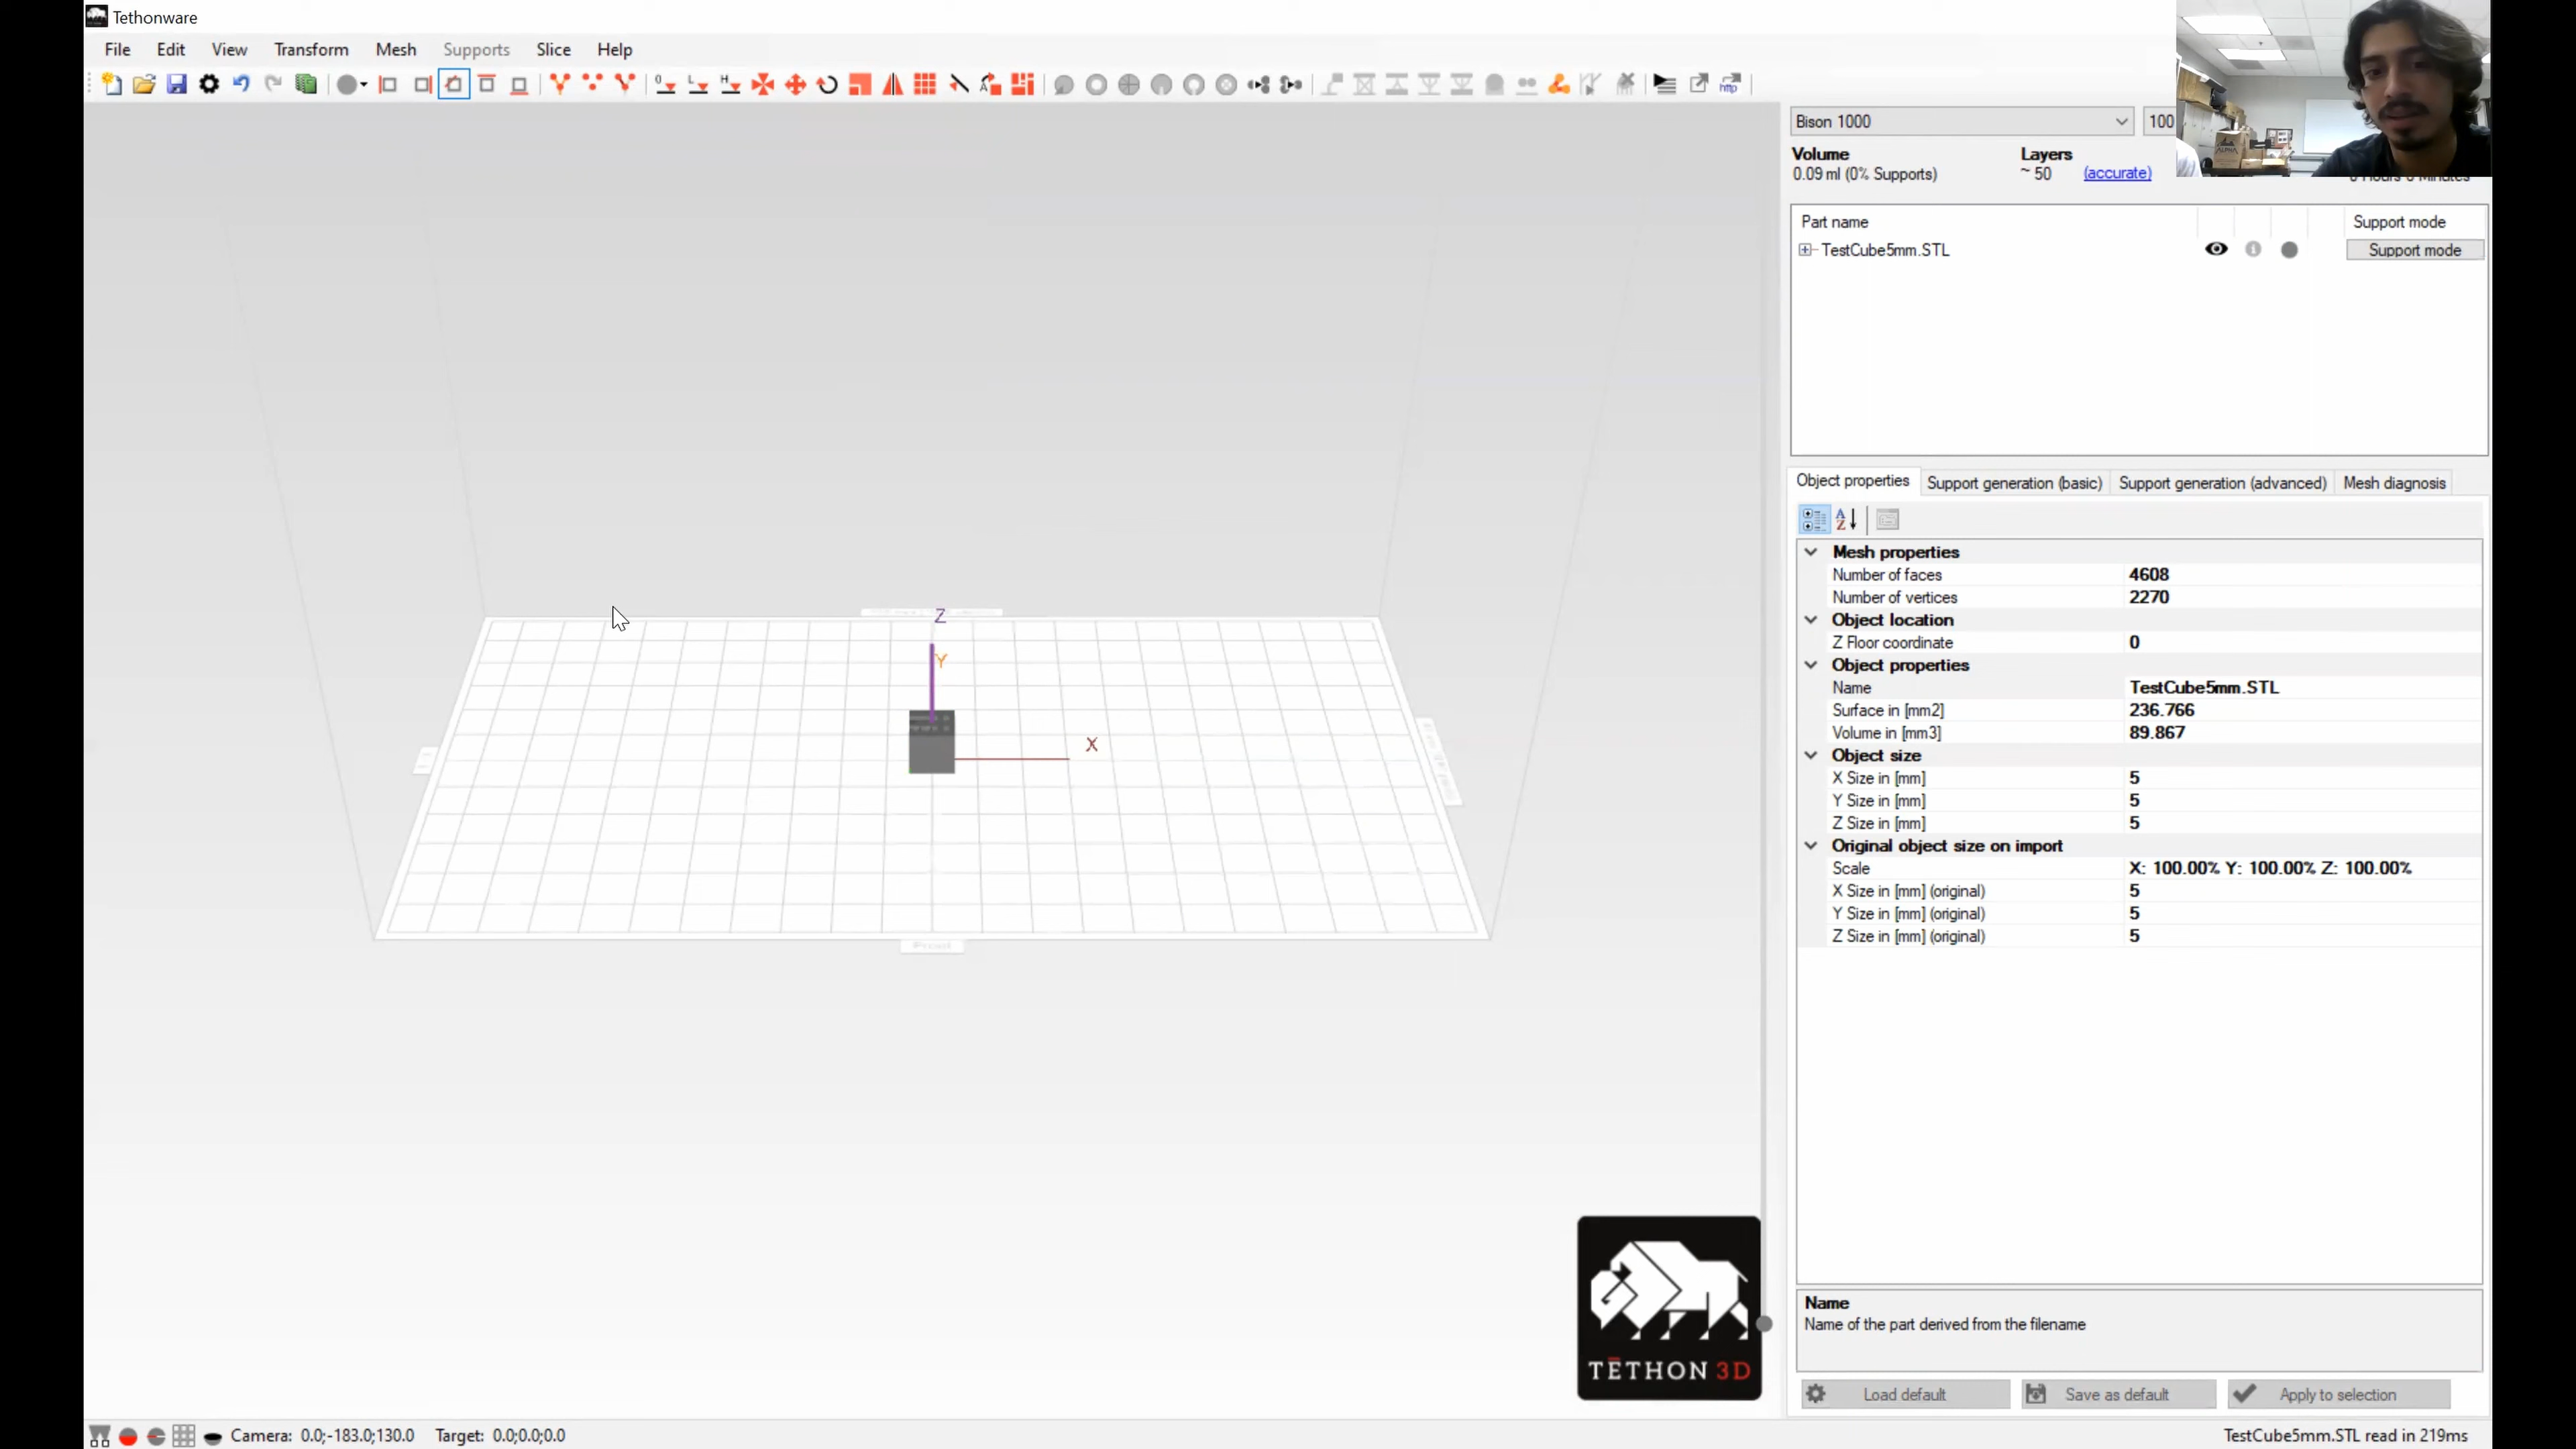 Tethonware
File Edit View Transform Mesh Supports Slice Help
http
Bison 1000
100
Volume
0.09 ml (0% Supports)
Layers
~ 50 (accurate)
Part name
Support mode
TestCube5mm.STL
Support mode
Object properties
Support generation (basic)
Support generation (advanced)
Mesh diagnosis
Mesh properties
Number of faces 4608
Number of vertices 2270
Object location
Z Floor coordinate 0
Object properties
Name TestCube5mm.STL
Surface in [mm2] 236.766
Volume in [mm3] 89.867
Object size
X Size in [mm] 5
Y Size in [mm] 5
Z Size in [mm] 5
Original object size on import
Scale X: 100.00% Y: 100.00% Z: 100.00%
X Size in [mm] (original) 5
Y Size in [mm] (original) 5
Z Size in [mm] (original) 5
Z
Y
X
TETHON 3D
Name
Name of the part derived from the filename
Load default
Save as default
Apply to selection
Camera: 0.0;-183.0;130.0 Target: 0.0;0.0;0.0
TestCube5mm.STL read in 219ms